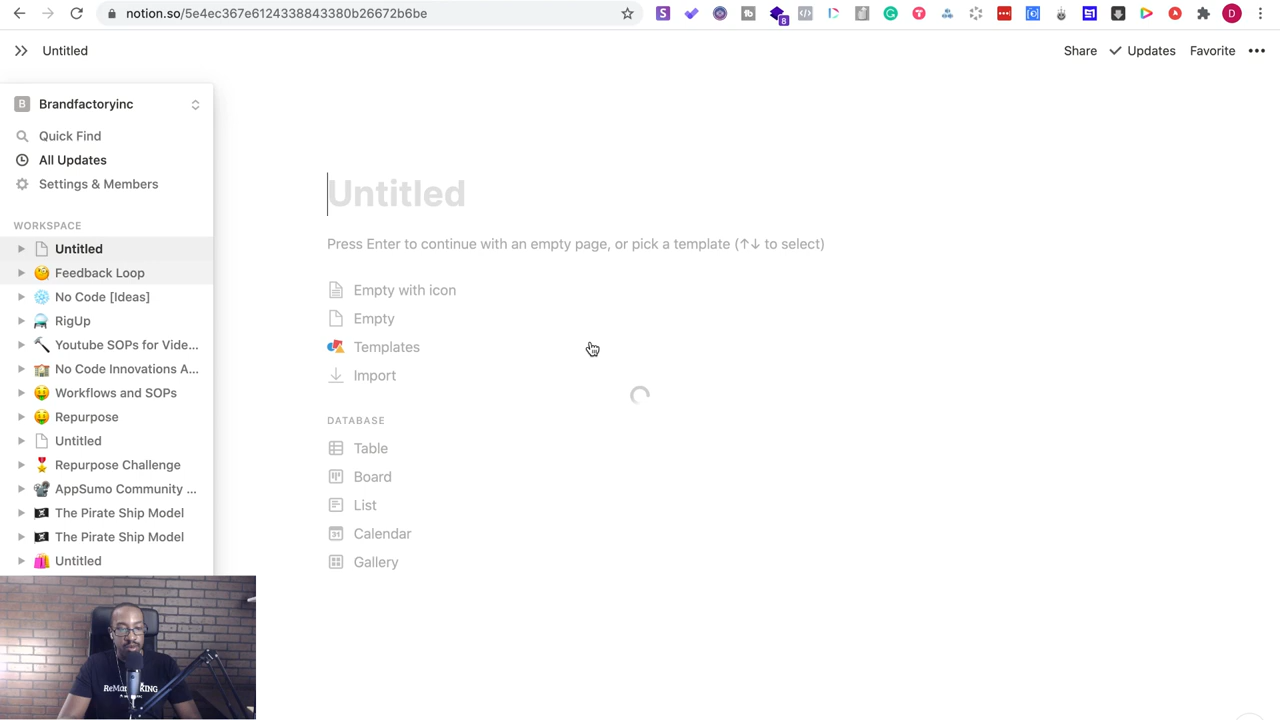 notion.so/5e4ec367e6124338843380b26672b6be
8
D
Untitled
Share
Updates
Favorite
B
Brandfactoryinc
Quick Find
All Updates
Settings & Members
WORKSPACE
Untitled
Feedback Loop
No Code [Ideas]
RigUp
Youtube SOPs for Vide...
No Code Innovations A...
Workflows and SOPs
Repurpose
Untitled
Repurpose Challenge
AppSumo Community ...
The Pirate Ship Model
The Pirate Ship Model
Untitled
Untitled
Press Enter to continue with an empty page, or pick a template (↑↓ to select)
Empty with icon
Empty
Templates
Import
DATABASE
Table
Board
List
Calendar
Gallery